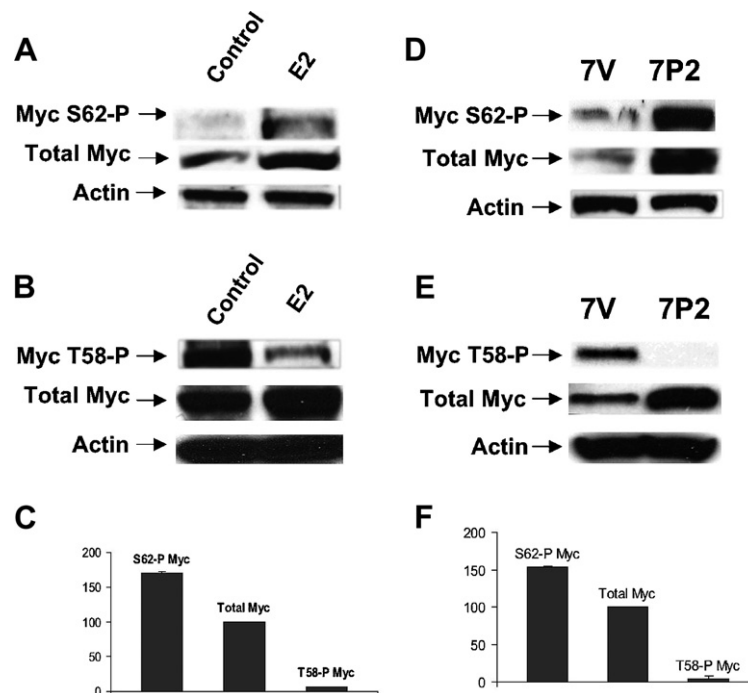 A
Control
E2
Myc S62-P
Total Myc
Actin
B
Control
E2
Myc T58-P
Total Myc
Actin
C
200
150
100
50
0
S62-P Myc
Total Myc
T58-P Myc
D
7V
7P2
Myc S62-P
Total Myc
Actin
E
7V
7P2
Myc T58-P
Total Myc
Actin
F
200
150
100
50
0
S62-P Myc
Total Myc
T58-P Myc